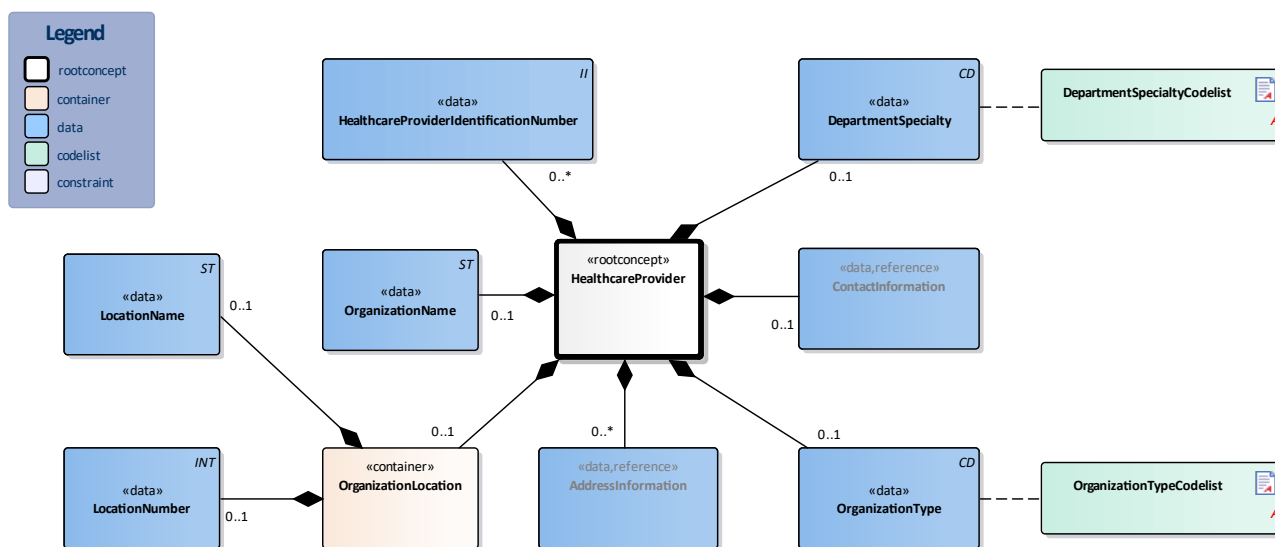 Legend
rootconcept
container
data
codelist
constraint
II
«data»
HealthcareProviderIdentificationNumber
0..*
CD
«data»
DepartmentSpecialty
0..1
DepartmentSpecialtyCodelist
A
«rootconcept»
HealthcareProvider
ST
«data»
LocationName
0..1
ST
«data»
OrganizationName
0..1
«data,reference»
ContactInformation
0..1
INT
«data»
LocationNumber
0..1
«container»
OrganizationLocation
0..1
«data,reference»
AddressInformation
0..*
CD
«data»
OrganizationType
0..1
OrganizationTypeCodelist
A